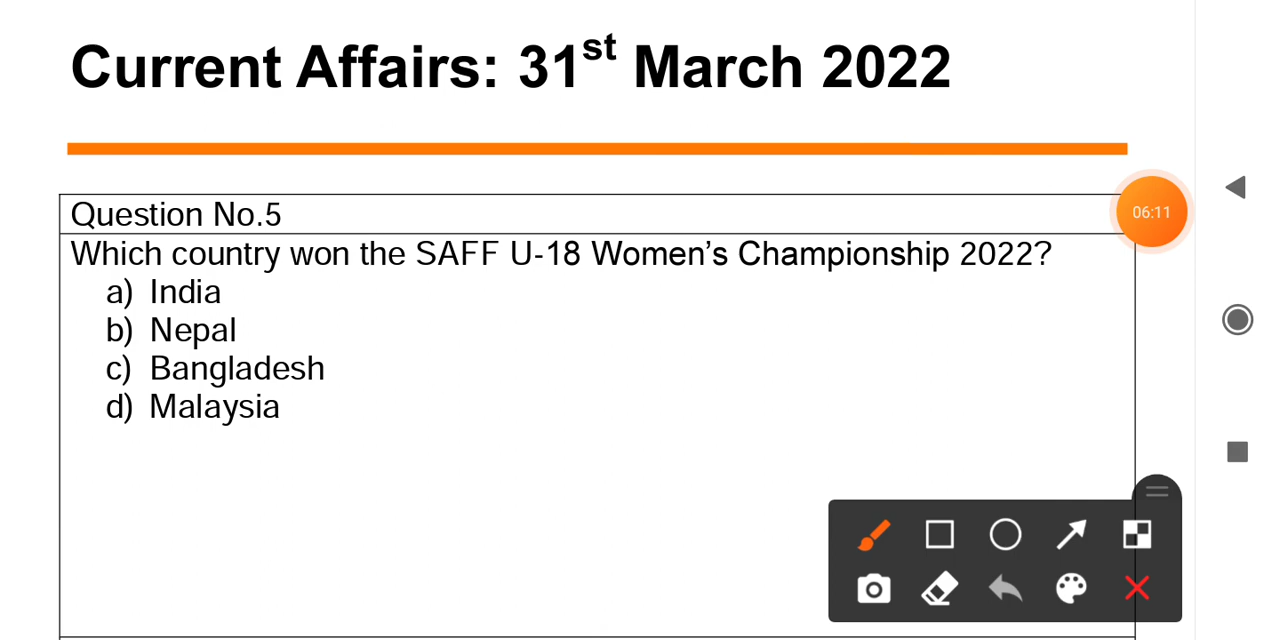 Current Affairs: 31st March 2022
Question No.5
06:11
Which country won the SAFF U-18 Women’s Championship 2022?
a) India
b) Nepal
c) Bangladesh
d) Malaysia